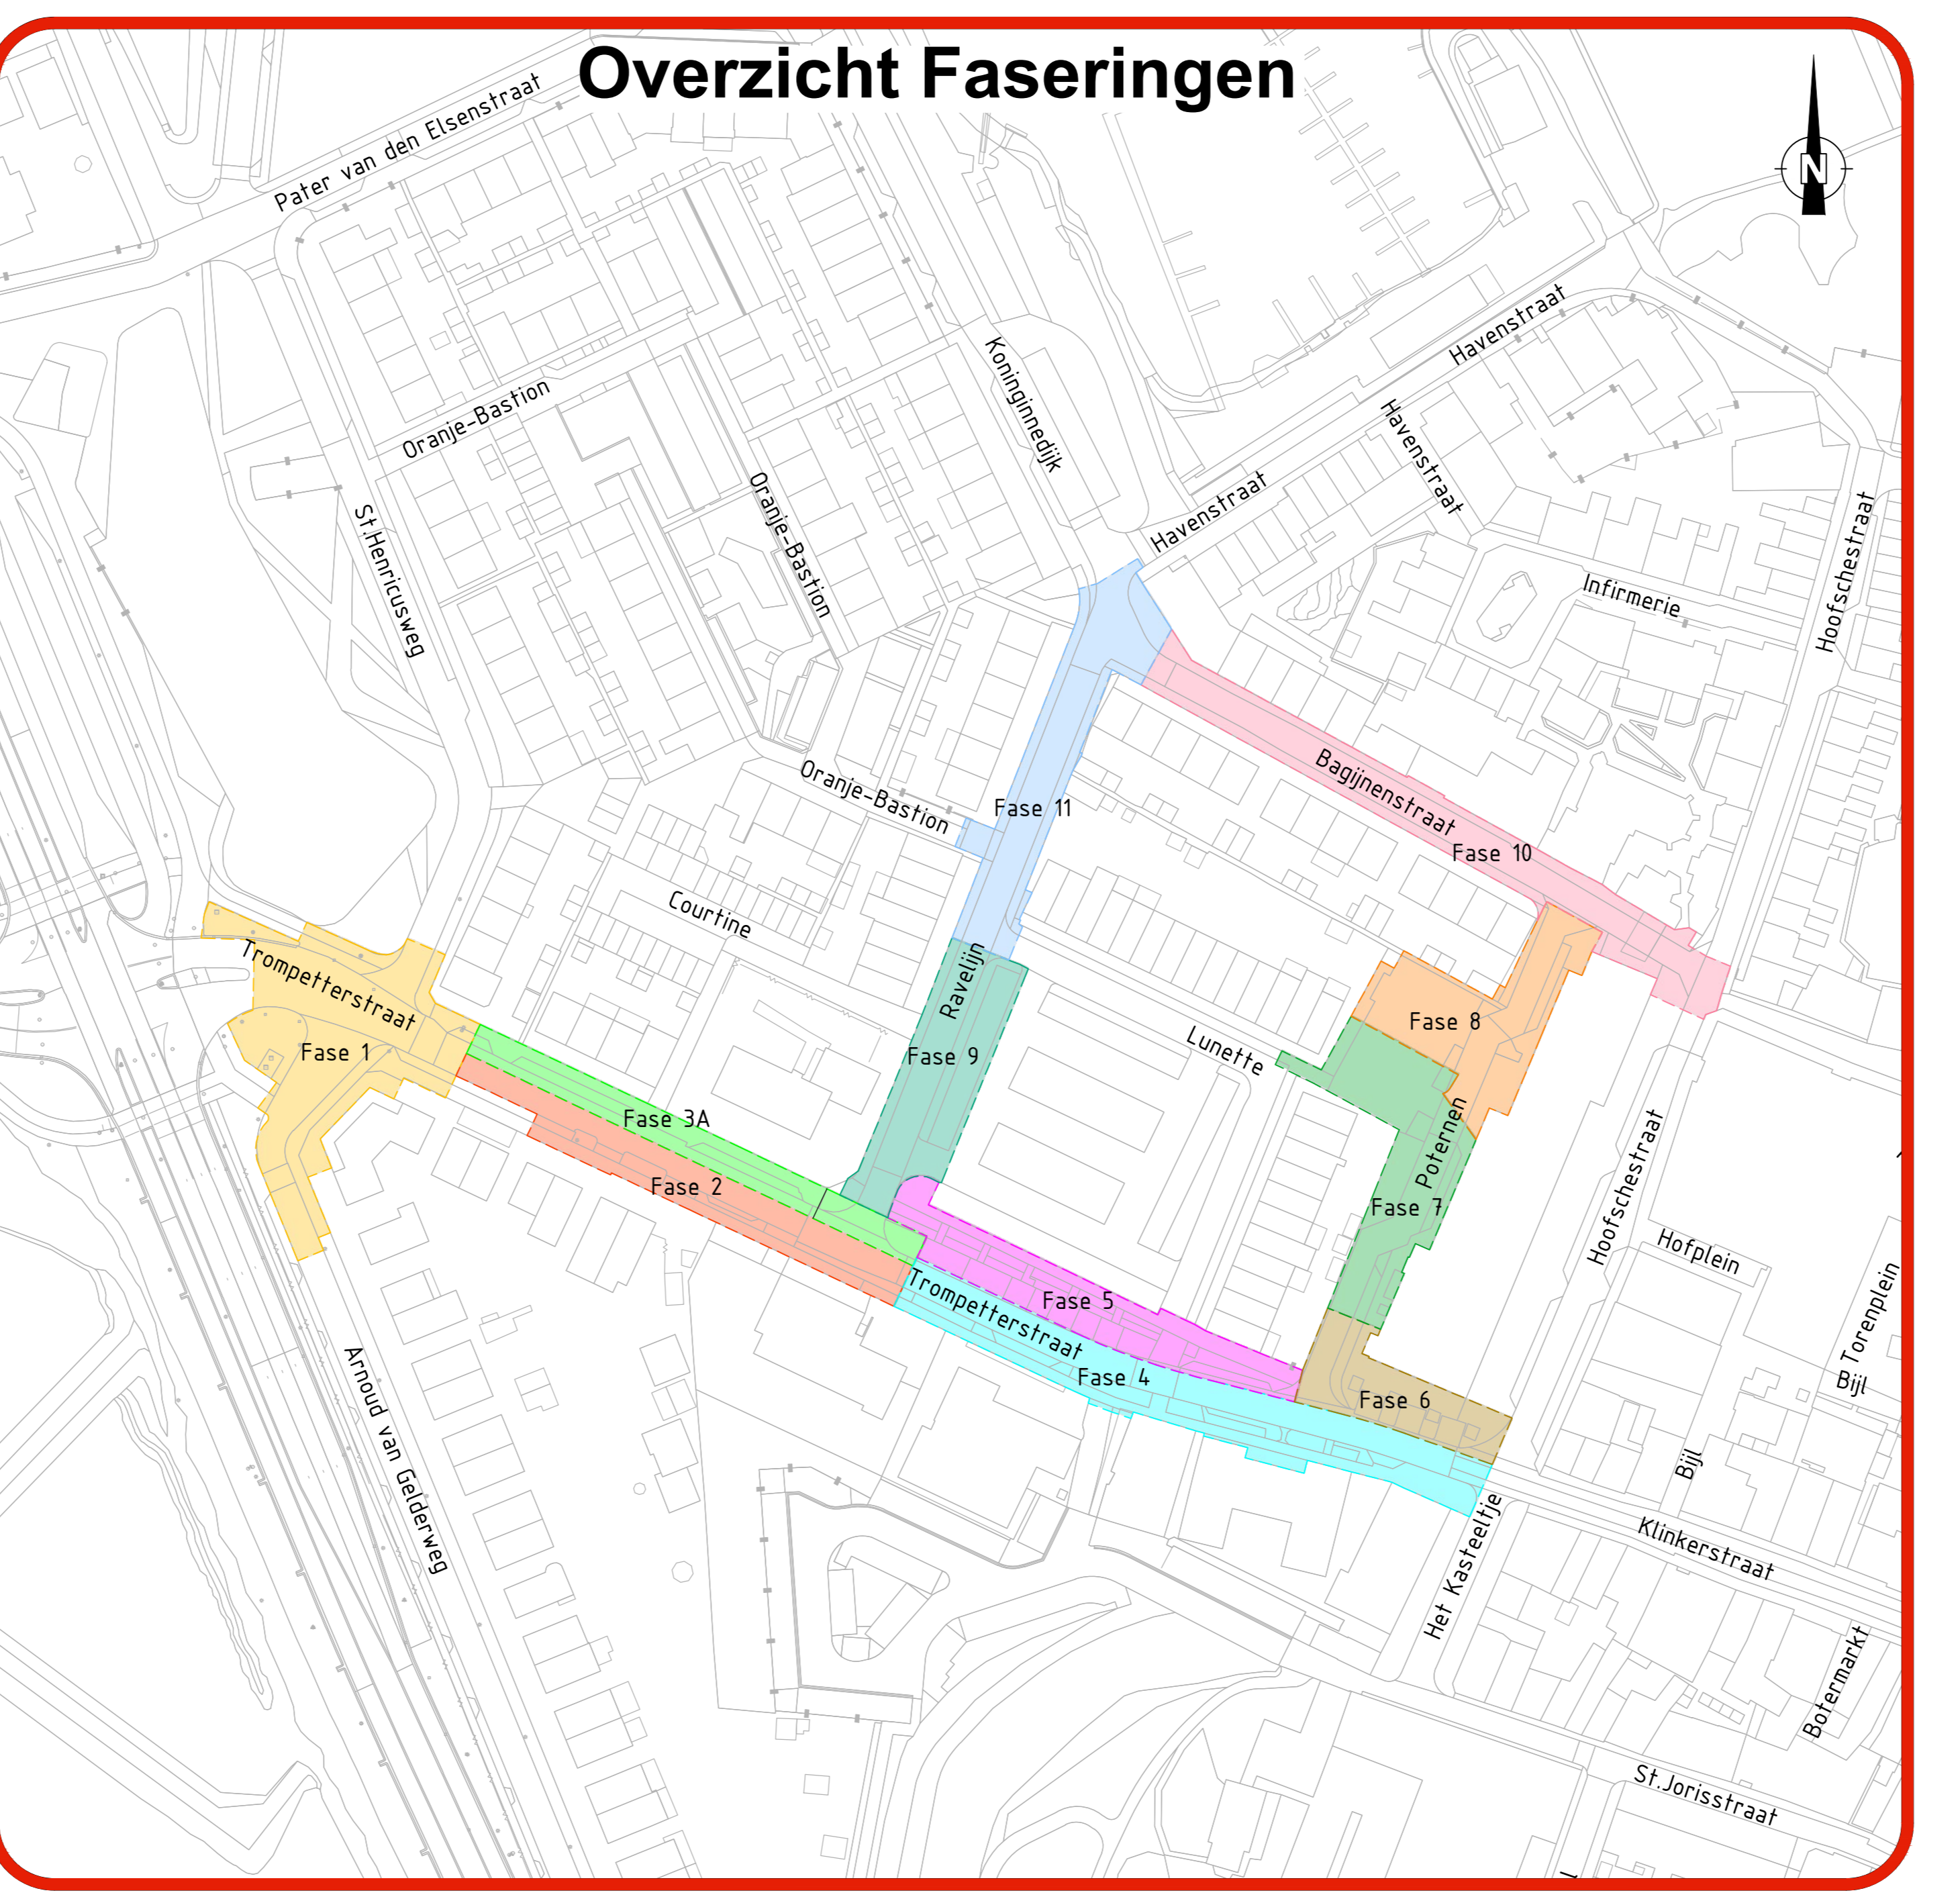 Overzicht Faseringen
N
Pater van den Elsenstraat
Havenstraat
Koninginnedijk
Oranje-Bastion
Havenstraat
Havenstraat
Oranje-Bastion
St.Henricusweg
Hoofschestraat
Infirmerie
Bagijnenstraat
Oranje-Bastion
Fase 11
Fase 10
Courtine
Trompetterstraat
Ravelijn
Fase 8
Fase 1
Lunette
Fase 9
Fase 3A
Poternen
Fase 2
Hoofschestraat
Fase 7
Hofplein
Torenplein
Fase 5
Trompetterstraat
Fase 4
Bijl
Fase 6
Arnoud van Gelderweg
Bijl
Klinkerstraat
Het Kasteeltje
Botermarkt
St.Jorisstraat